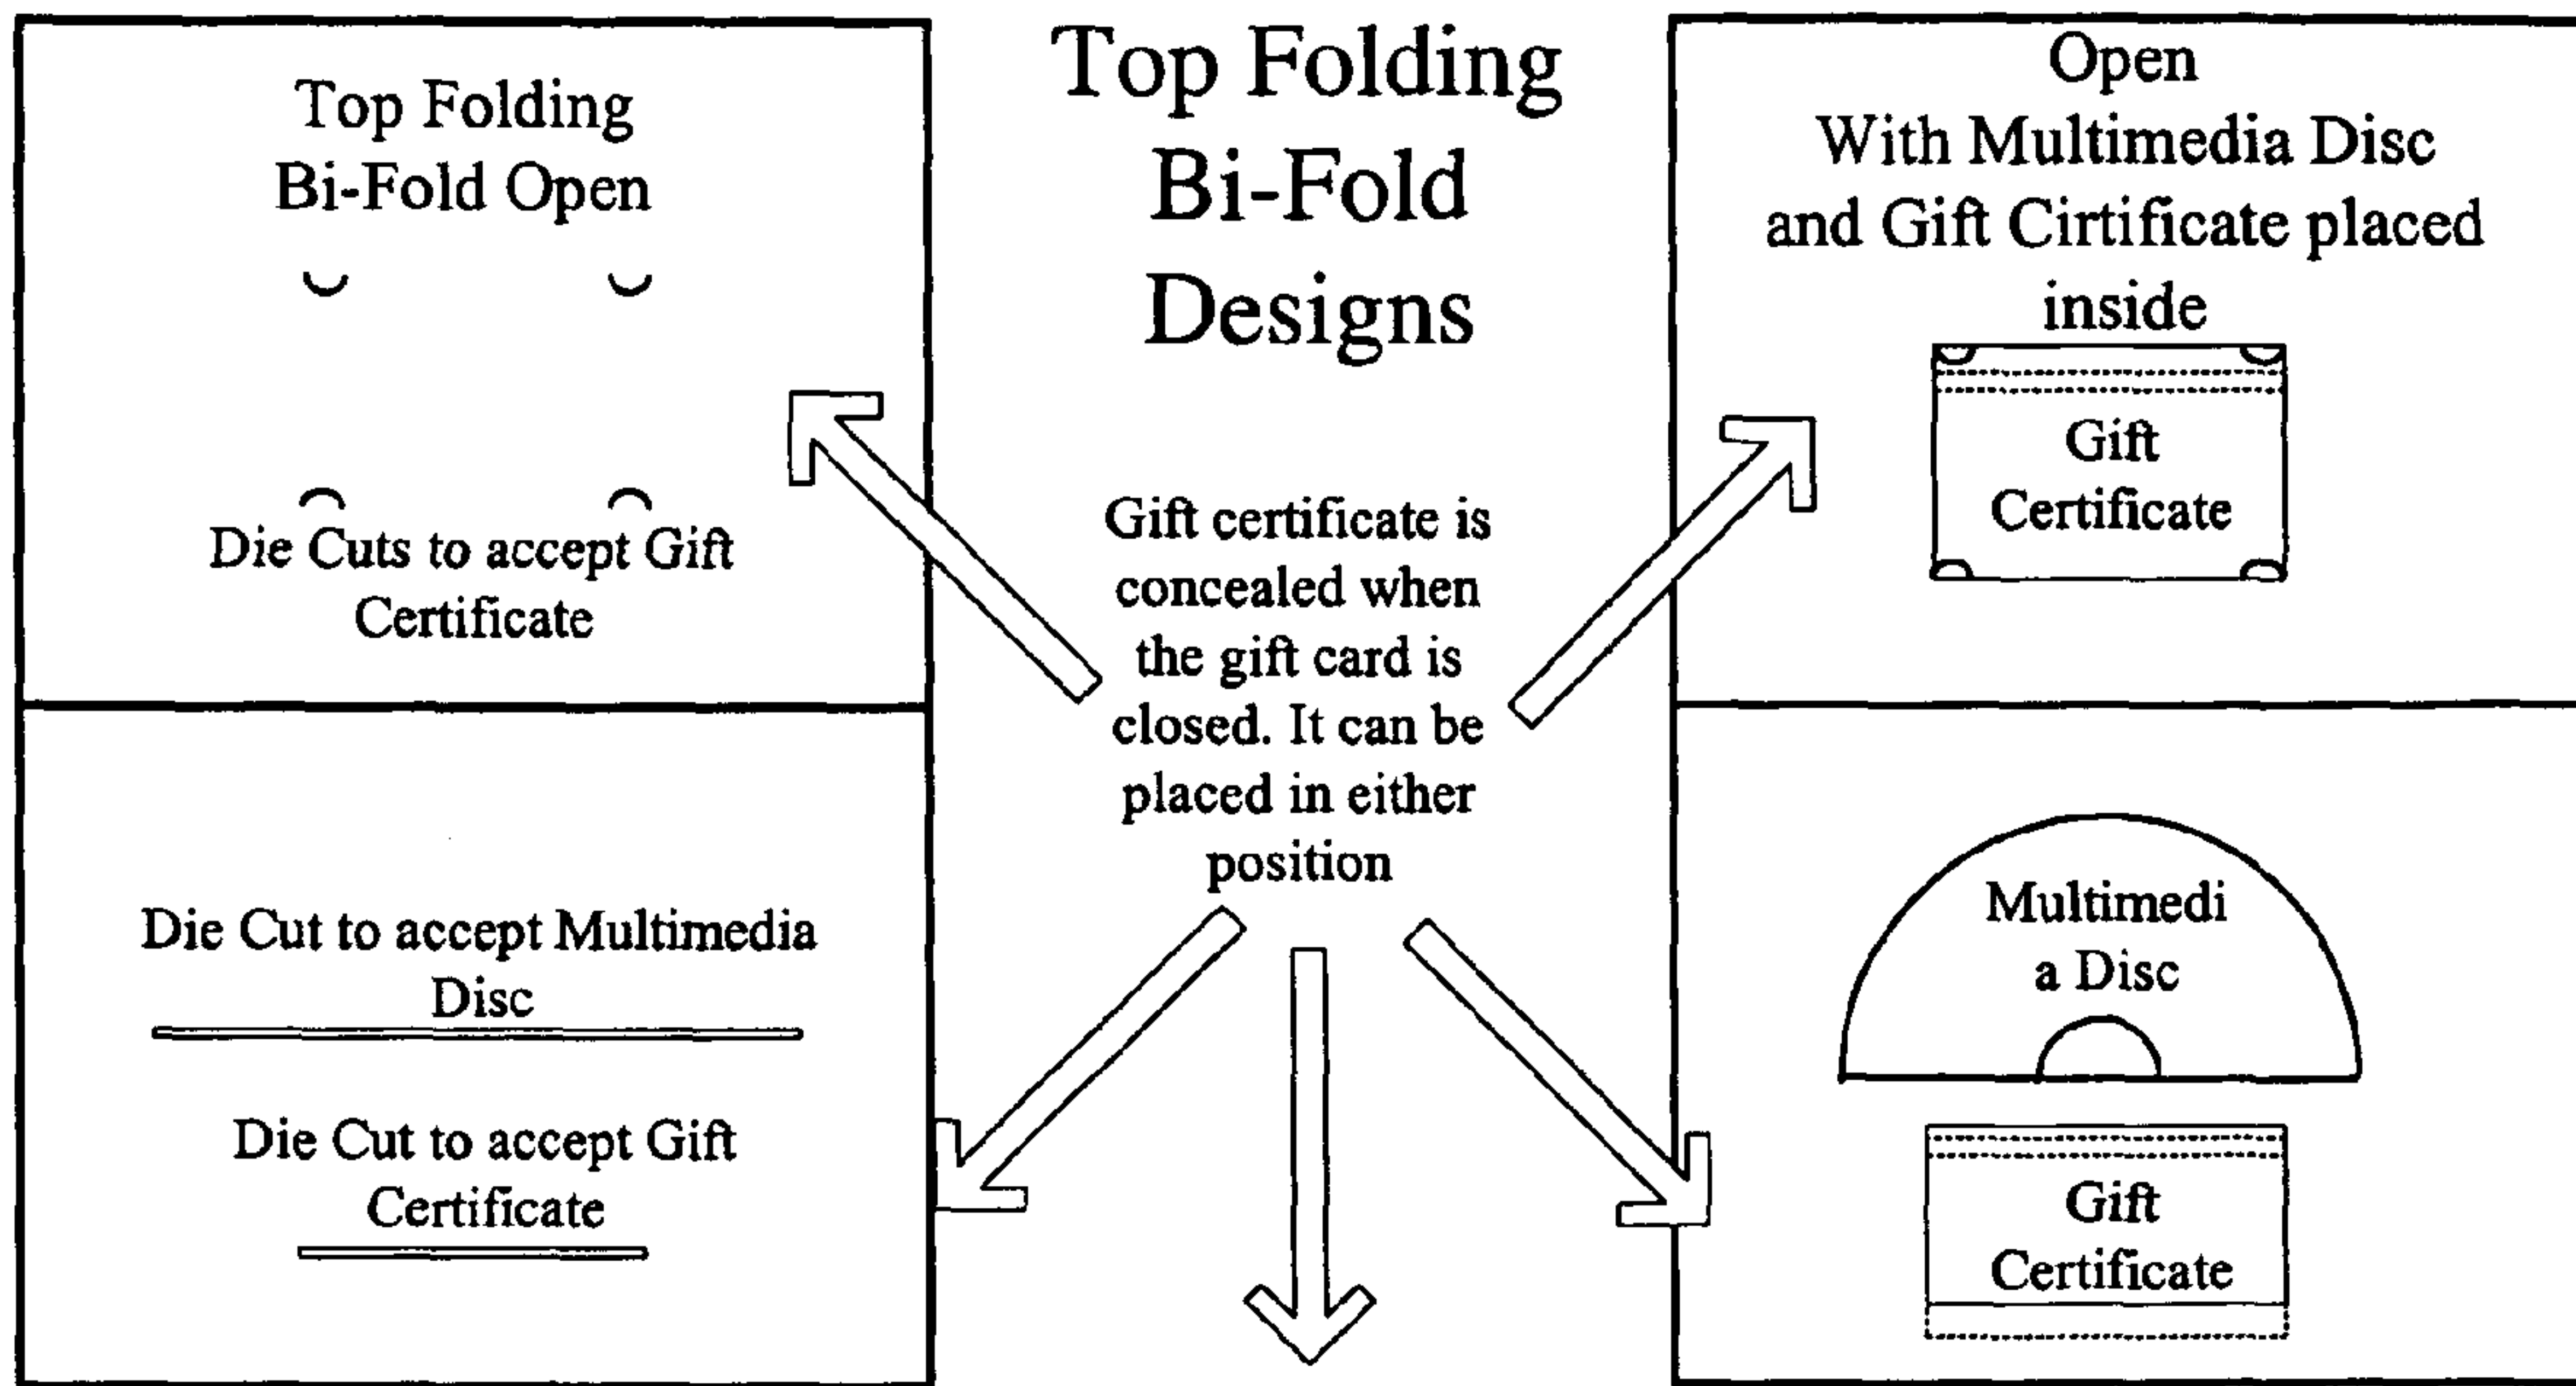 Top Folding
Bi-Fold Open
Die Cuts to accept Gift
Certificate
Die Cut to accept Multimedia
Disc
Die Cut to accept Gift
Certificate
Top Folding
Bi-Fold
Designs
Gift certificate is
concealed when
the gift card is
closed. It can be
placed in either
position
Open
With Multimedia Disc
and Gift Cirtificate placed
inside
Gift
Certificate
Multimedi
a Disc
Gift
Certificate